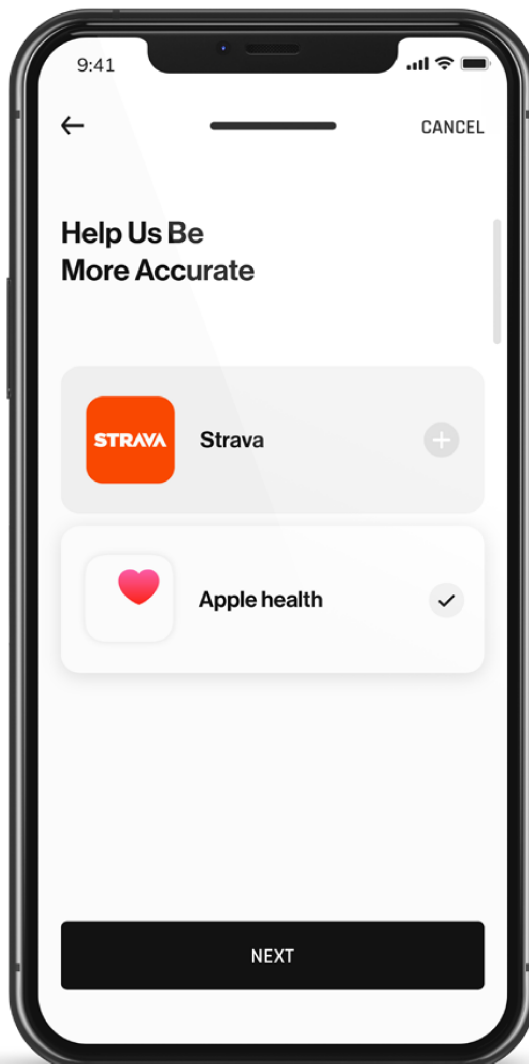 9:41
CANCEL
Help Us Be
More Accurate
STRAVA
Strava
Apple health
NEXT